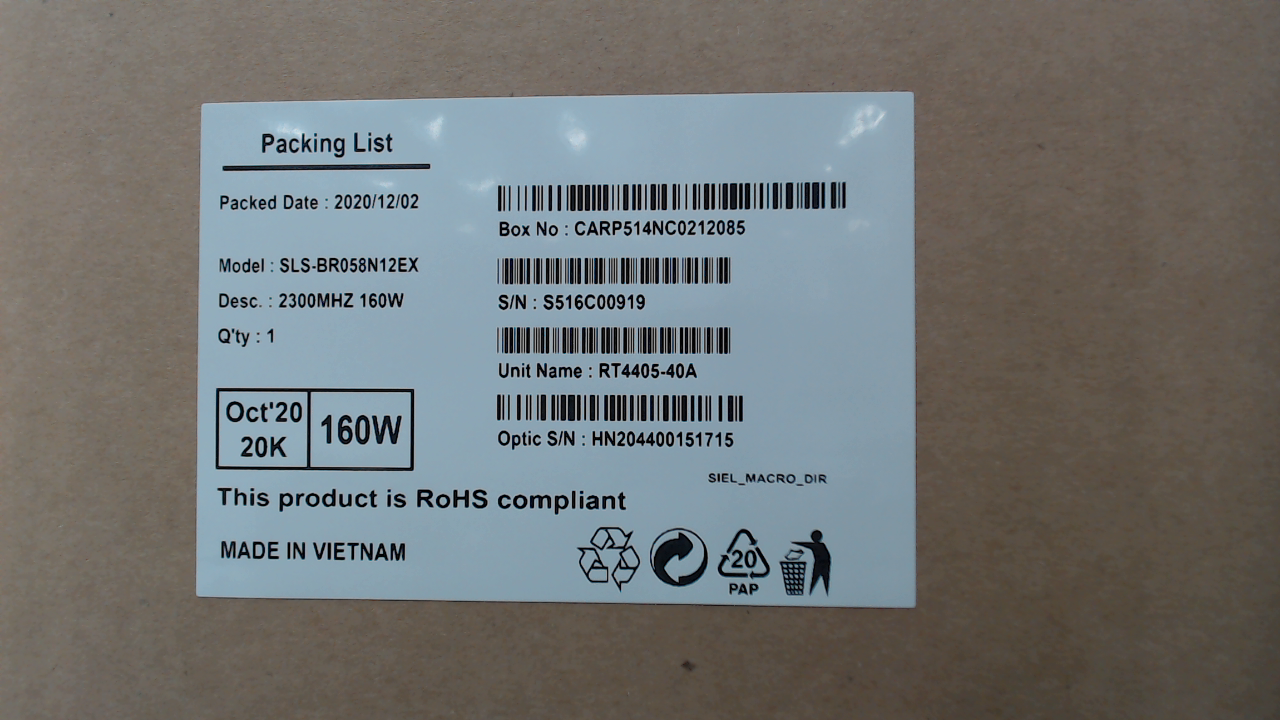 Packing List
Packed Date : 2020/12/02
Box No : CARP514NC0212085
Model : SLS-BR058N12EX
Desc. : 2300MHZ 160W
S/N : S516C00919
Q'ty : 1
Unit Name : RT4405-40A
Oct'20
20K
160W
Optic S/N : HN204400151715
SIEL_MACRO_DIR
This product is RoHS compliant
MADE IN VIETNAM
20
PAP